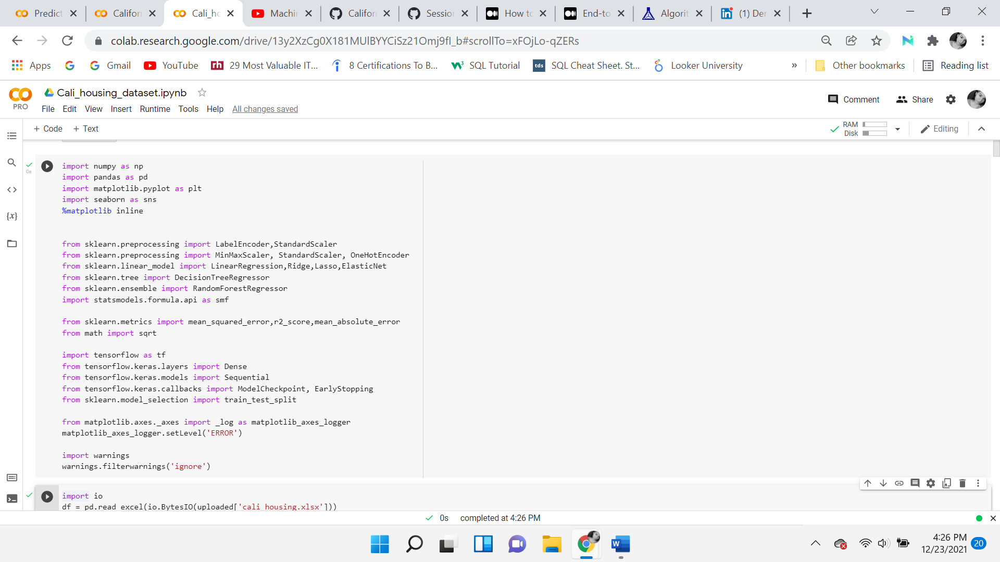 Predict
Califor
Cali_ho
Machin
Califor
Session
How to
End-to
Algorit
(1) Der
colab.research.google.com/drive/13y2XzCg0X181MUlBYYCiSz21Omj9fI_b#scrollTo=xFOjLo-qZERs
Apps
Gmail
YouTube
rh
29 Most Valuable IT...
8 Certifications To B...
SQL Tutorial
tds
SQL Cheat Sheet. St...
Looker University
»
Other bookmarks
Reading list
PRO
Cali_housing_dataset.ipynb
Comment
Share
File Edit View Insert Runtime Tools Help All changes saved
+ Code + Text
RAM
Disk
Editing
0s
import numpy as np
import pandas as pd
import matplotlib.pyplot as plt
import seaborn as sns
%matplotlib inline
from sklearn.preprocessing import LabelEncoder,StandardScaler
from sklearn.preprocessing import MinMaxScaler, StandardScaler, OneHotEncoder
from sklearn.linear_model import LinearRegression,Ridge,Lasso,ElasticNet
from sklearn.tree import DecisionTreeRegressor
from sklearn.ensemble import RandomForestRegressor
import statsmodels.formula.api as smf
from sklearn.metrics import mean_squared_error,r2_score,mean_absolute_error
from math import sqrt
import tensorflow as tf
from tensorflow.keras.layers import Dense
from tensorflow.keras.models import Sequential
from tensorflow.keras.callbacks import ModelCheckpoint, EarlyStopping
from sklearn.model_selection import train_test_split
from matplotlib.axes._axes import _log as matplotlib_axes_logger
matplotlib_axes_logger.setLevel('ERROR')
import warnings
warnings.filterwarnings('ignore')
import io
df = pd.read_excel(io.BytesIO(uploaded['cali_housing.xlsx']))
0s completed at 4:26 PM
4:26 PM
12/23/2021
20